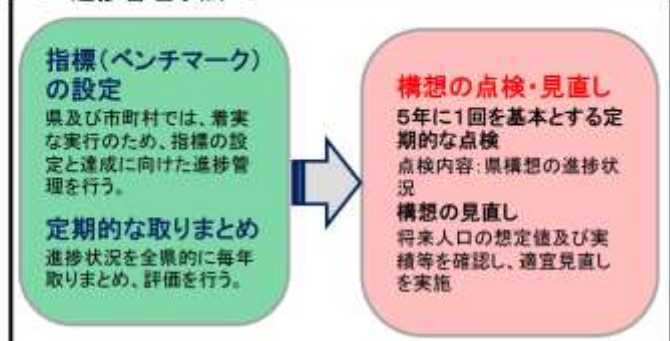 指標（ベンチマーク）
の設定
県及び市町村では、着実
な実行のため、指標の設
定と達成に向けた進捗管
理を行う。
定期的な取りまとめ
進捗状況を全県的に毎年
取りまとめ、評価を行う。
構想の点検・見直し
5年に1回を基本とする定
期的な点検
点検内容：県構想の進捗状
況
構想の見直し
将来人口の想定値及び実
績等を確認し、適宜見直し
を実施